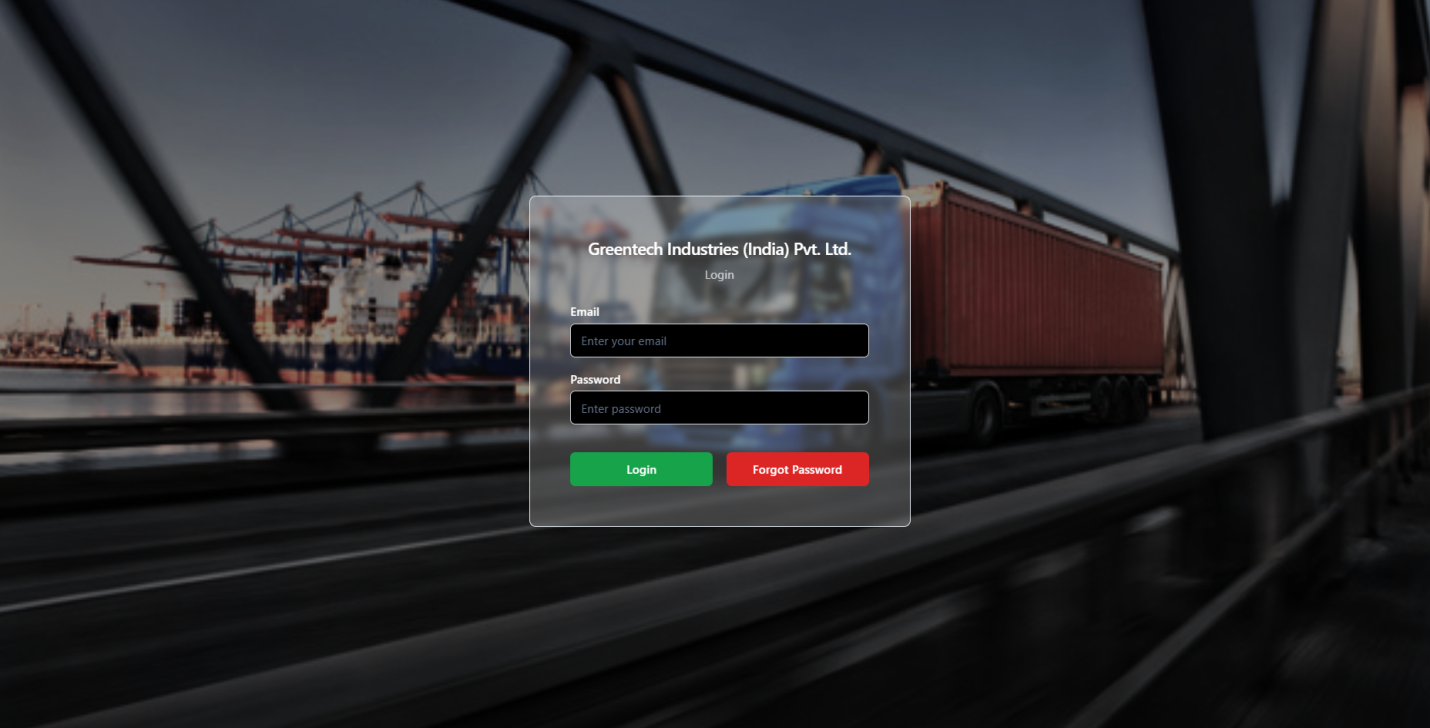 Greentech Industries (India) Pvt. Ltd.
Login
Email
Enter your email
Password
Enter password
Login
Forgot Password